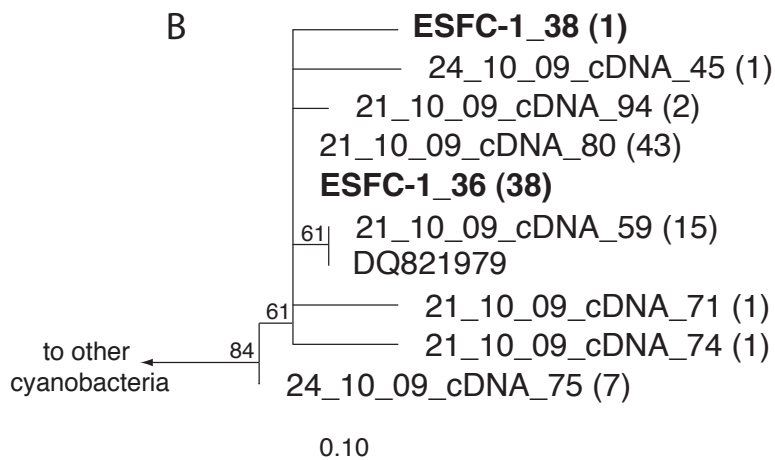 B
ESFC-1_38 (1)
24_10_09_cDNA_45 (1)
21_10_09_cDNA_94 (2)
21_10_09_cDNA_80 (43)
ESFC-1_36 (38)
61
21_10_09_cDNA_59 (15)
DQ821979
21_10_09_cDNA_71 (1)
61
21_10_09_cDNA_74 (1)
84
to other
cyanobacteria
24_10_09_cDNA_75 (7)
0.10